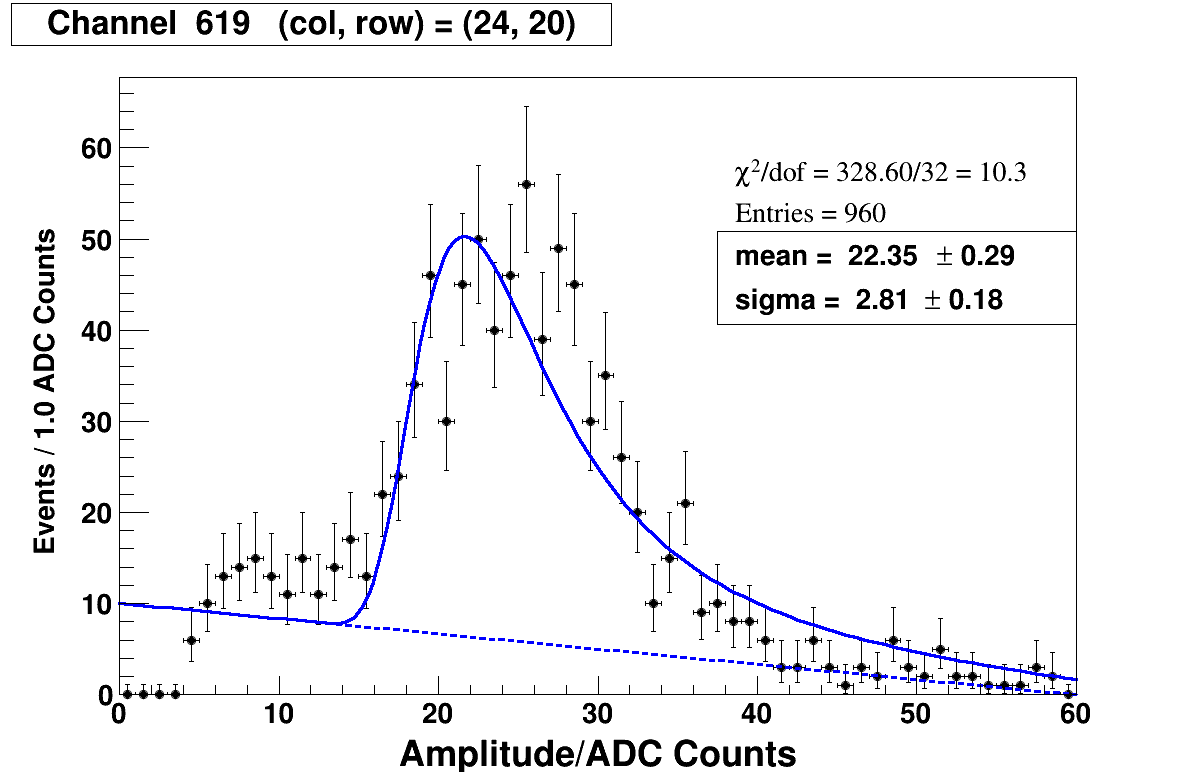 Channel 619 (col, row) = (24, 20)
χ²/dof = 328.60/32 = 10.3
Entries = 960
mean = 22.35 ± 0.29
sigma = 2.81 ± 0.18
Events / 1.0 ADC Counts
60
50
40
30
20
10
0
0 10 20 30 40 50 60
Amplitude/ADC Counts